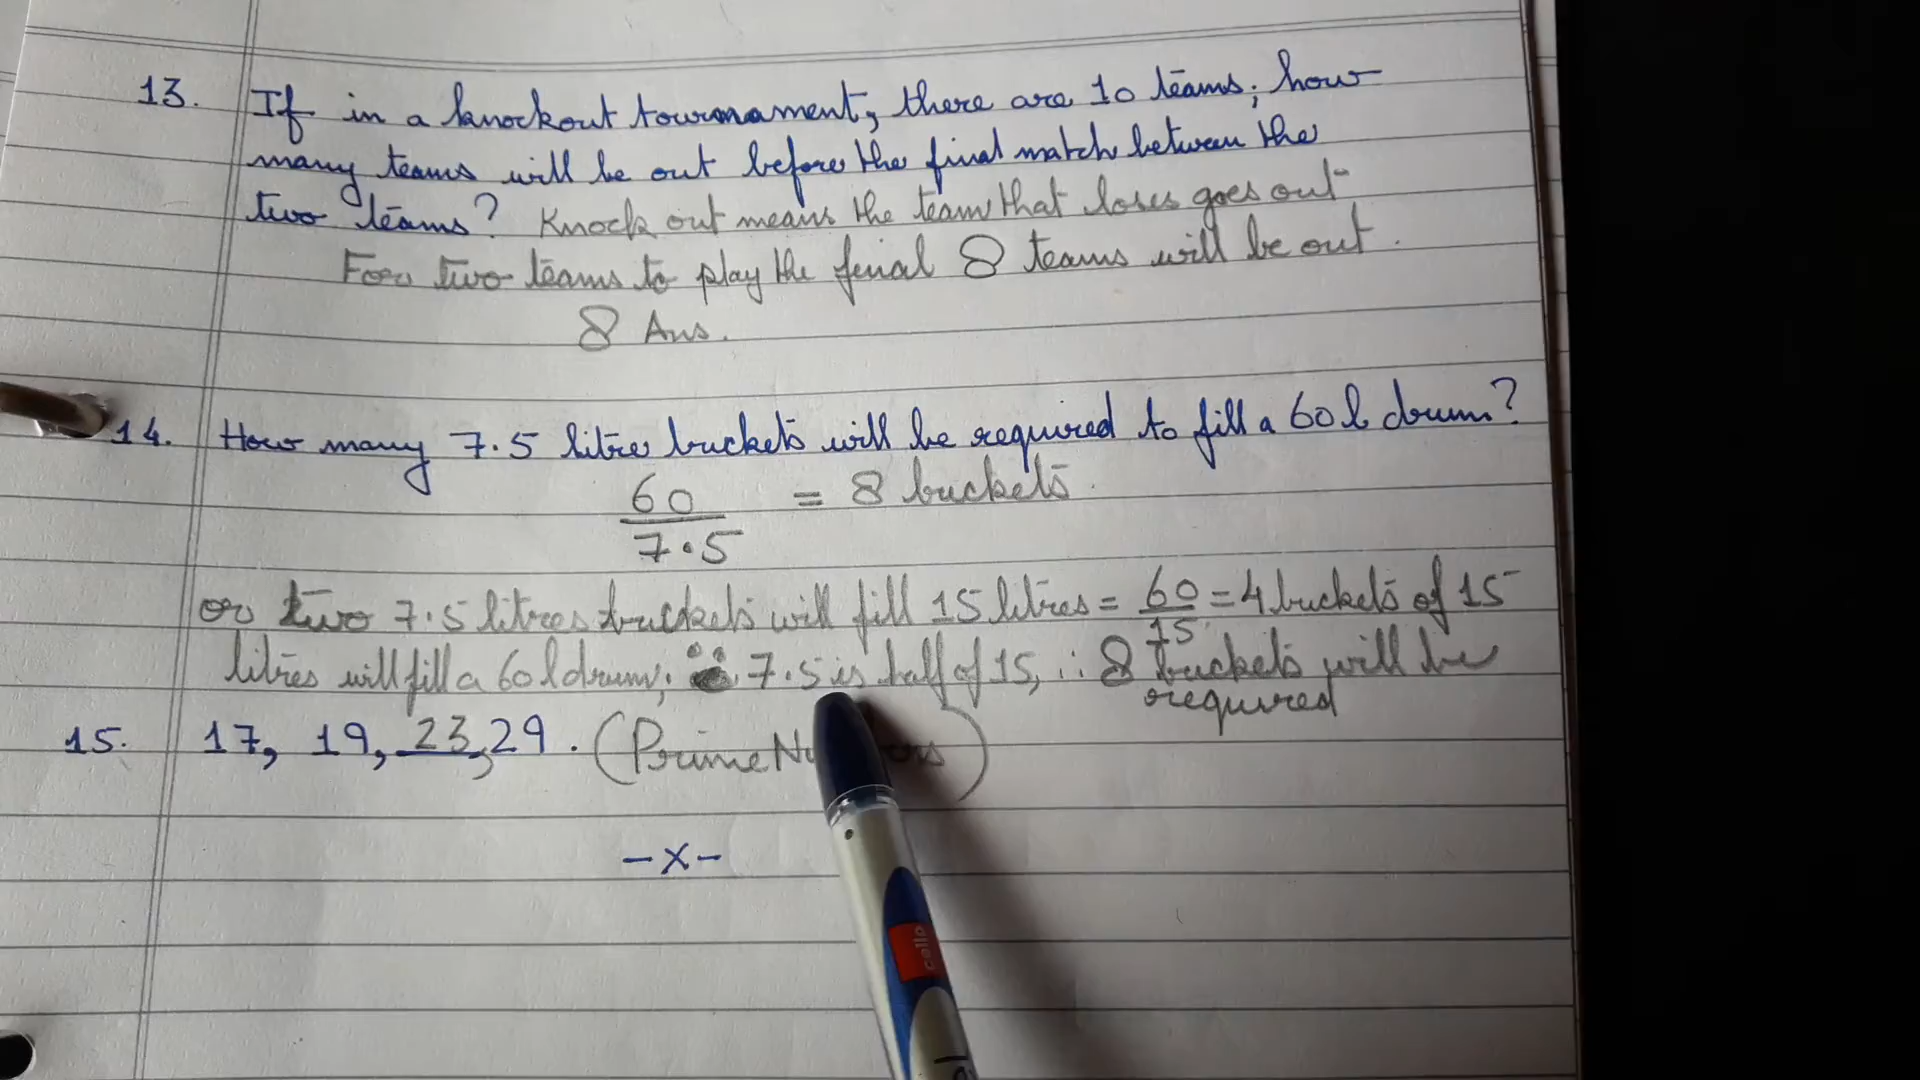 13. If in a knockout tournament, there are 10 teams; how
many teams will be out before the final match between the
two teams? Knock out means the team that loses goes out
For two teams to play the final 8 teams will be out.
8 Ans.
14. How many 7.5 litre buckets will be required to fill a 60 l drum?
60 = 8 buckets.
7.5
or two 7.5 litres buckets will fill 15 litres = 60 = 4 buckets of 15
15.
litres will fill a 60 l drum, ∵ 7.5 is half of 15, ∴ 8 buckets will be
required
15. 17, 19, 23, 29. (Prime
-x-
cello